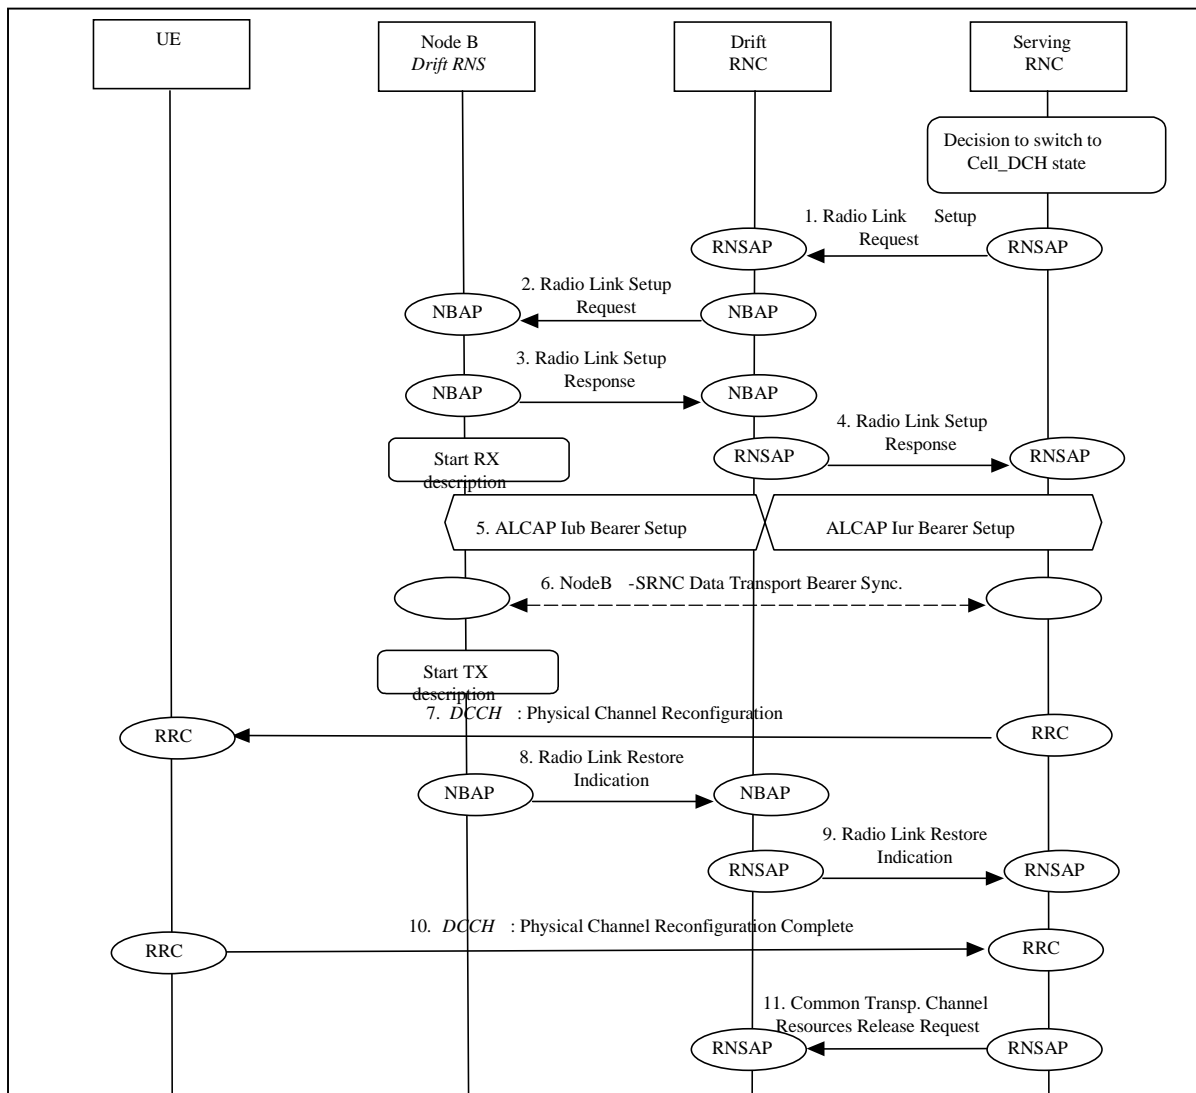 UE
Node B
Drift RNS
Drift
RNC
Serving
RNC
Decision to switch to
Cell_DCH state
1. Radio Link Setup
Request
RNSAP
RNSAP
2. Radio Link Setup
Request
NBAP
NBAP
3. Radio Link Setup
Response
NBAP
NBAP
4. Radio Link Setup
Response
RNSAP
RNSAP
Start RX
description
5. ALCAP Iub Bearer Setup
ALCAP Iur Bearer Setup
6. NodeB -SRNC Data Transport Bearer Sync.
Start TX
description
7. DCCH : Physical Channel Reconfiguration
RRC
RRC
8. Radio Link Restore
Indication
NBAP
NBAP
9. Radio Link Restore
Indication
RNSAP
RNSAP
10. DCCH : Physical Channel Reconfiguration Complete
RRC
RRC
11. Common Transp. Channel
Resources Release Request
RNSAP
RNSAP